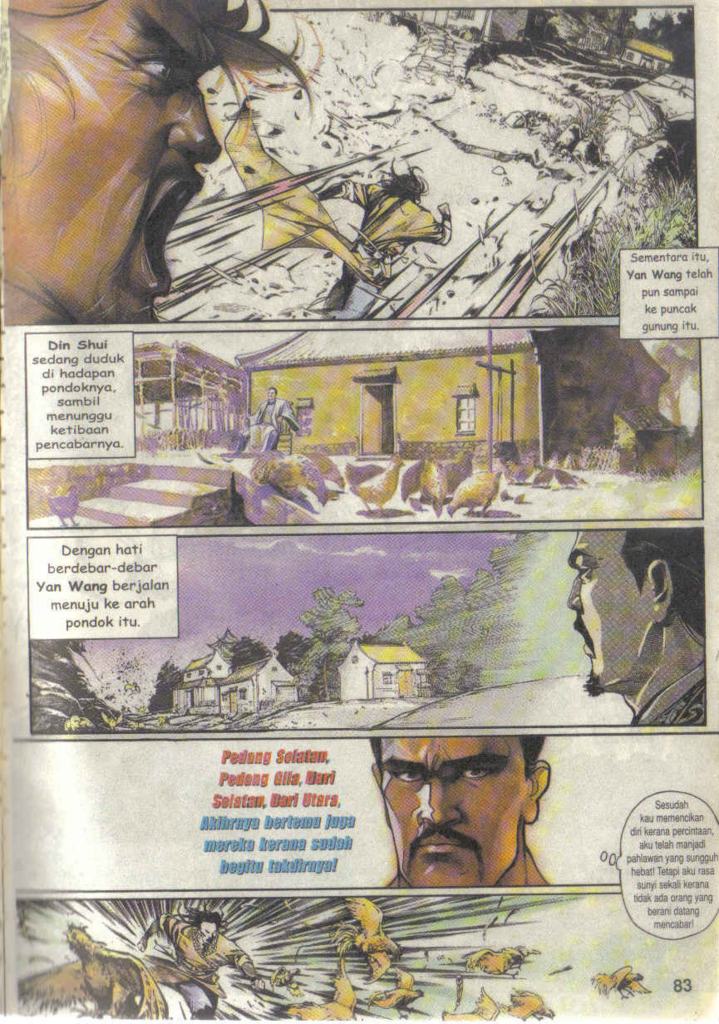 Sementara itu,
Yan Wang telah
pun sampai
ke puncak
gunung itu.
Din Shui
sedang duduk
di hadapan
pondoknya,
sambil
menunggu
ketibaan
pencabarnya.
Dengan hati
berdebar-debar
Yan Wang berjalan
menuju ke arah
pondok itu.
Pedang Selatan,
Pedang Gila, Dari
Selatan, Dari Utara,
Akhirnya bertemu juga
mereka kerana sudah
begitu takdirnya!
Sesudah
kau memencilkan
diri kerana percintaan,
aku telah manjadi
pahlawan yang sungguh
hebat! Tetapi aku rasa
sunyi sekali kerana
tidak ada orang yang
berani datang
mencabar!
83